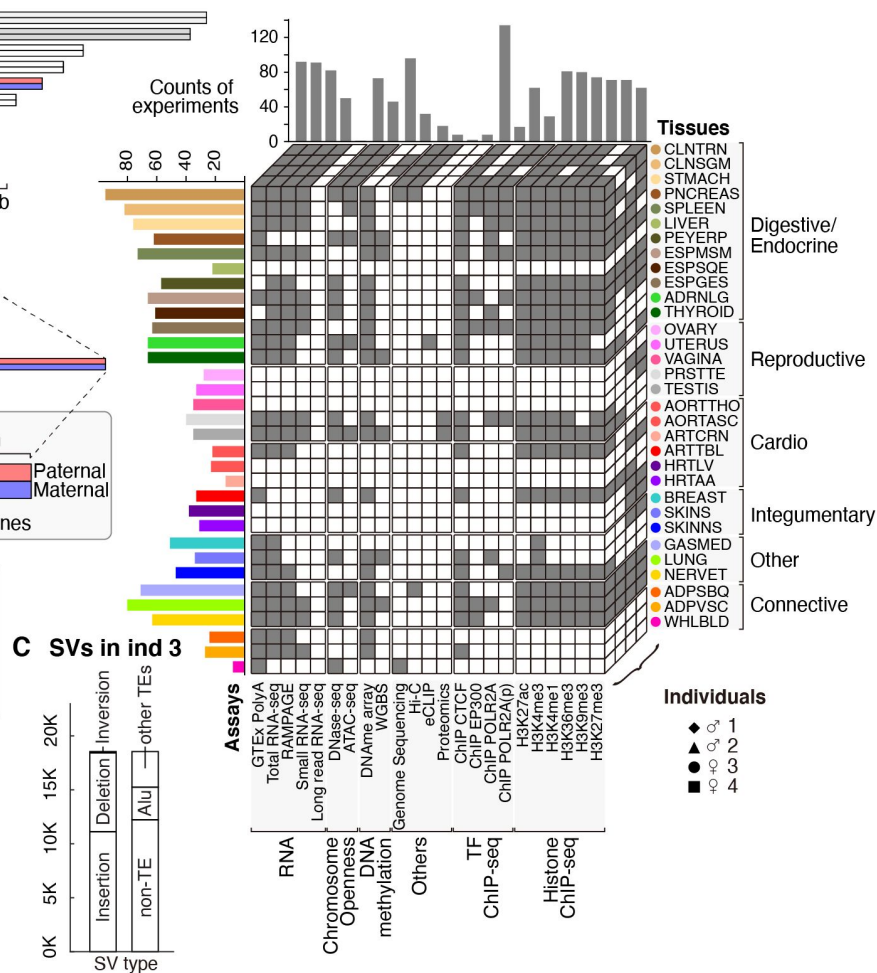 120
80
40
0
Counts of
experiments
80
60
40
20
b
Tissues
CLNTRN
CLNSGM
STMACH
PNCREAS
SPLEEN
LIVER
PEYERP
ESPMSM
ESPSQE
ESPGES
ADRNLG
THYROID
Digestive/
Endocrine
OVARY
UTERUS
VAGINA
PRSTTE
TESTIS
Reproductive
AORTTHO
AORTASC
ARTCRN
ARTTBL
HRTLV
HRTAA
Cardio
BREAST
SKINS
SKINNS
Integumentary
GASMED
LUNG
NERVET
Other
ADPSBQ
ADPVSC
WHLBLD
Connective
Paternal
Maternal
nes
C SVs in ind 3
20K
15K
10K
5K
0K
Inversion
Deletion
Insertion
other TEs
Alu
non-TE
SV type
Assays
GTEx PolyA
Total RNA-seq
RAMPAGE
Small RNA-seq
Long read RNA-seq
DNase-seq
ATAC-seq
DNAme array
WGBS
Genome Sequencing
Hi-C
eCLIP
Proteomics
ChIP CTCF
ChIP EP300
ChIP POLR2A
ChIP POLR2A(p)
H3K27ac
H3K4me3
H3K4me1
H3K36me3
H3K9me3
H3K27me3
RNA
Chromosome
Openness
DNA
methylation
Others
TF
ChIP-seq
Histone
ChIP-seq
Individuals
◆ ♂ 1
▲ ♂ 2
● ♀ 3
■ ♀ 4